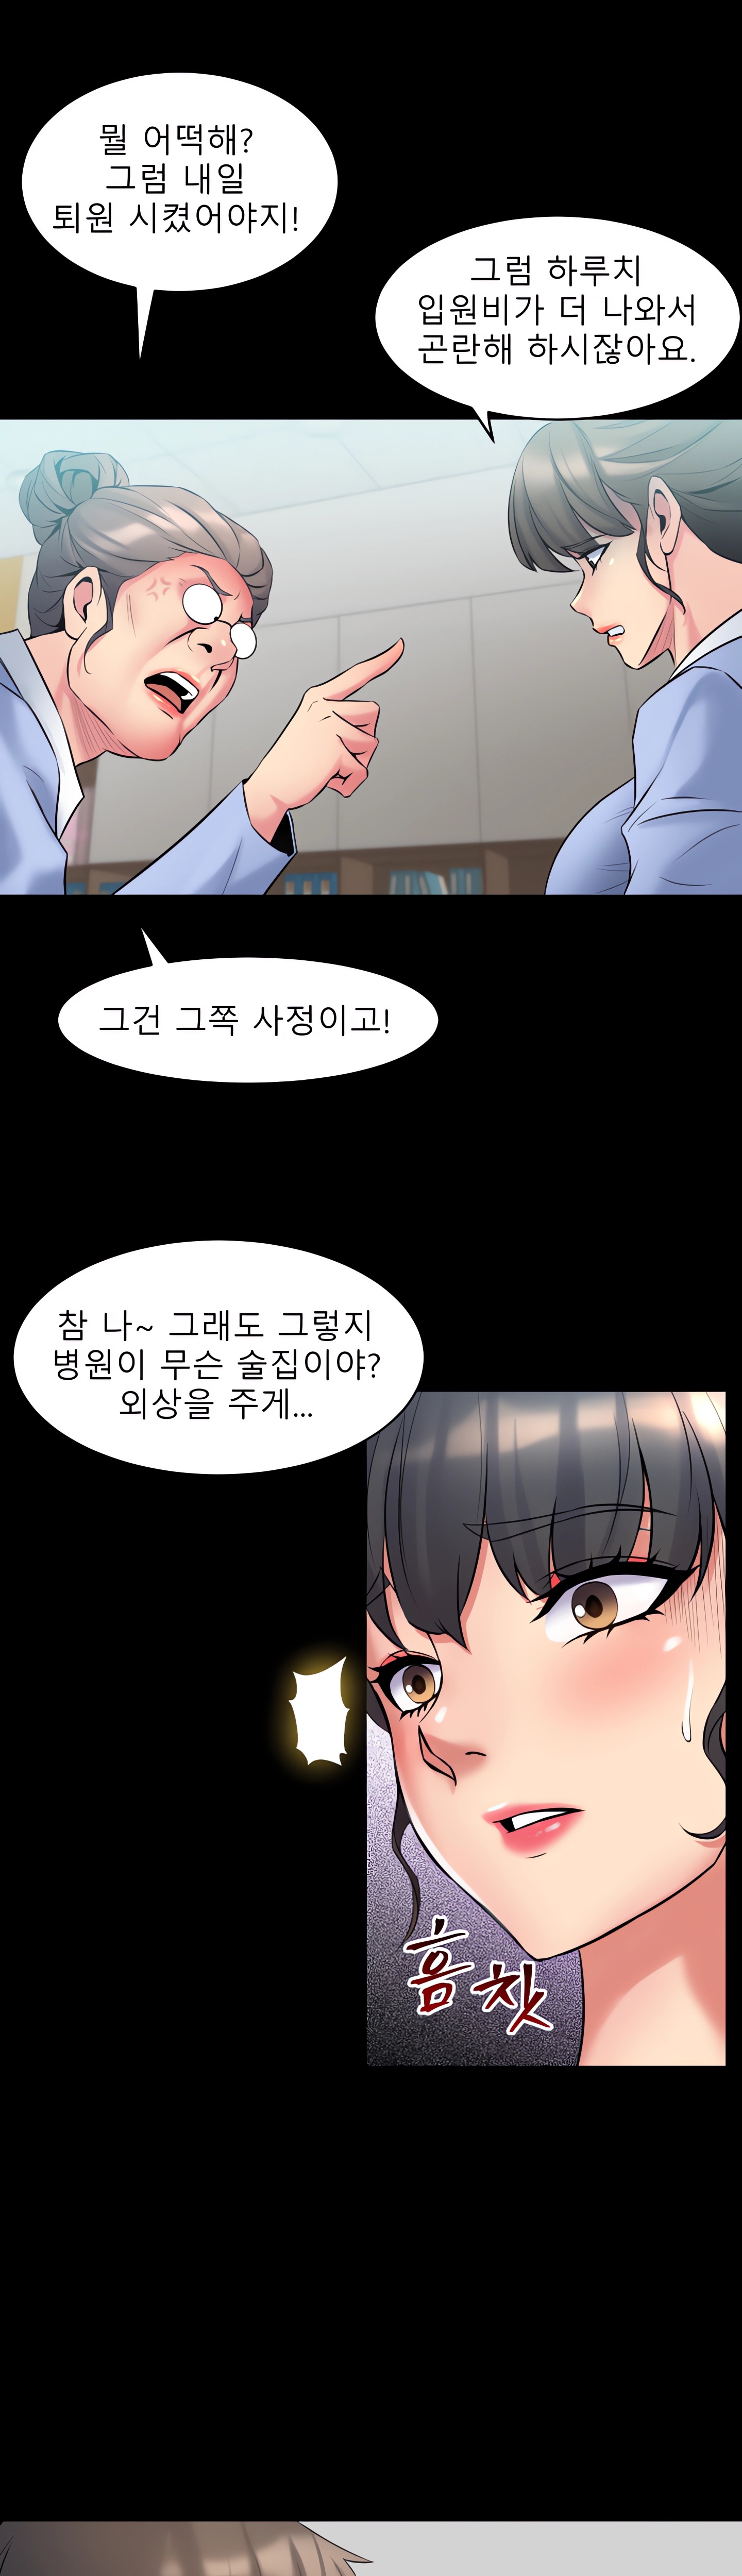 뭘 어떡해?
그럼 내일
퇴원 시켰어야지!
그럼 하루치
입원비가 더 나와서
곤란해 하시잖아요.
그건 그쪽 사정이고!
참 나~ 그래도 그렇지
병원이 무슨 술집이야?
외상을 주게...
흠칫